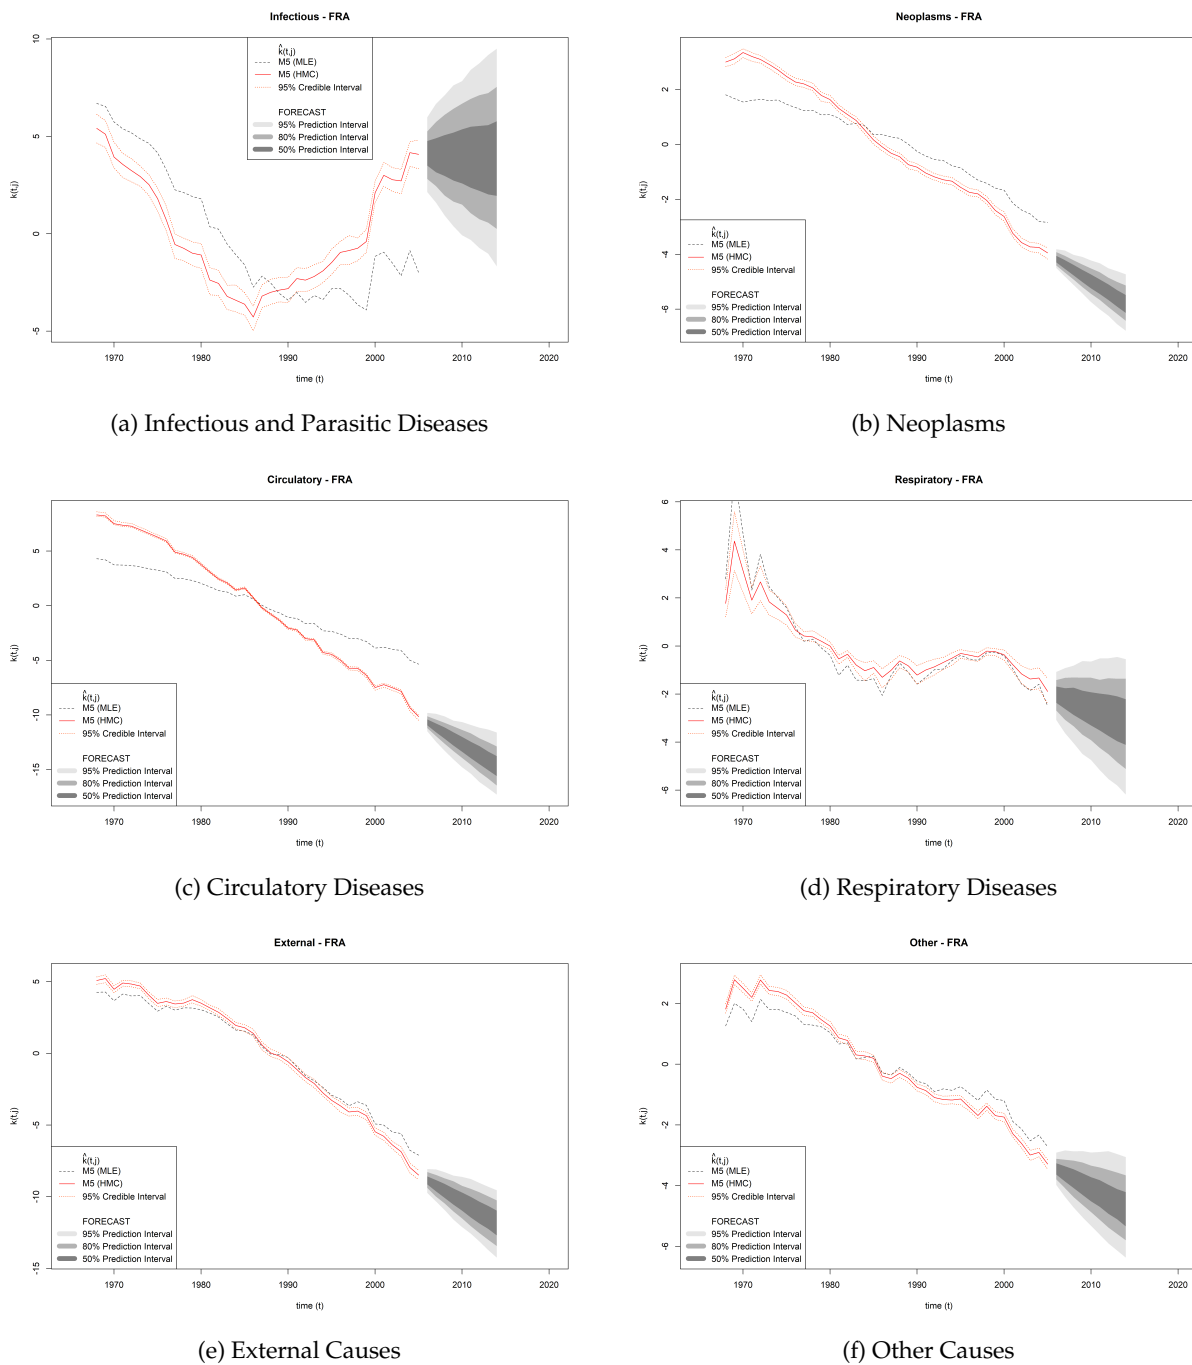 Infectious - FRA
k(t,j)
10
5
0
-5
k̂(t,j)
M5 (MLE)
M5 (HMC)
95% Credible Interval
FORECAST
95% Prediction Interval
80% Prediction Interval
50% Prediction Interval
1970 1980 1990 2000 2010 2020
time (t)
(a) Infectious and Parasitic Diseases
Neoplasms - FRA
k(t,j)
2
0
-2
-4
-6
k̂(t,j)
M5 (MLE)
M5 (HMC)
95% Credible Interval
FORECAST
95% Prediction Interval
80% Prediction Interval
50% Prediction Interval
1970 1980 1990 2000 2010 2020
time (t)
(b) Neoplasms
Circulatory - FRA
k(t,j)
5
0
-5
-10
-15
k̂(t,j)
M5 (MLE)
M5 (HMC)
95% Credible Interval
FORECAST
95% Prediction Interval
80% Prediction Interval
50% Prediction Interval
1970 1980 1990 2000 2010 2020
time (t)
(c) Circulatory Diseases
Respiratory - FRA
k(t,j)
6
4
2
0
-2
-4
-6
k̂(t,j)
M5 (MLE)
M5 (HMC)
95% Credible Interval
FORECAST
95% Prediction Interval
80% Prediction Interval
50% Prediction Interval
1970 1980 1990 2000 2010 2020
time (t)
(d) Respiratory Diseases
External - FRA
k(t,j)
5
0
-5
-10
-15
k̂(t,j)
M5 (MLE)
M5 (HMC)
95% Credible Interval
FORECAST
95% Prediction Interval
80% Prediction Interval
50% Prediction Interval
1970 1980 1990 2000 2010 2020
time (t)
(e) External Causes
Other - FRA
k(t,j)
2
0
-2
-4
-6
k̂(t,j)
M5 (MLE)
M5 (HMC)
95% Credible Interval
FORECAST
95% Prediction Interval
80% Prediction Interval
50% Prediction Interval
1970 1980 1990 2000 2010 2020
time (t)
(f) Other Causes